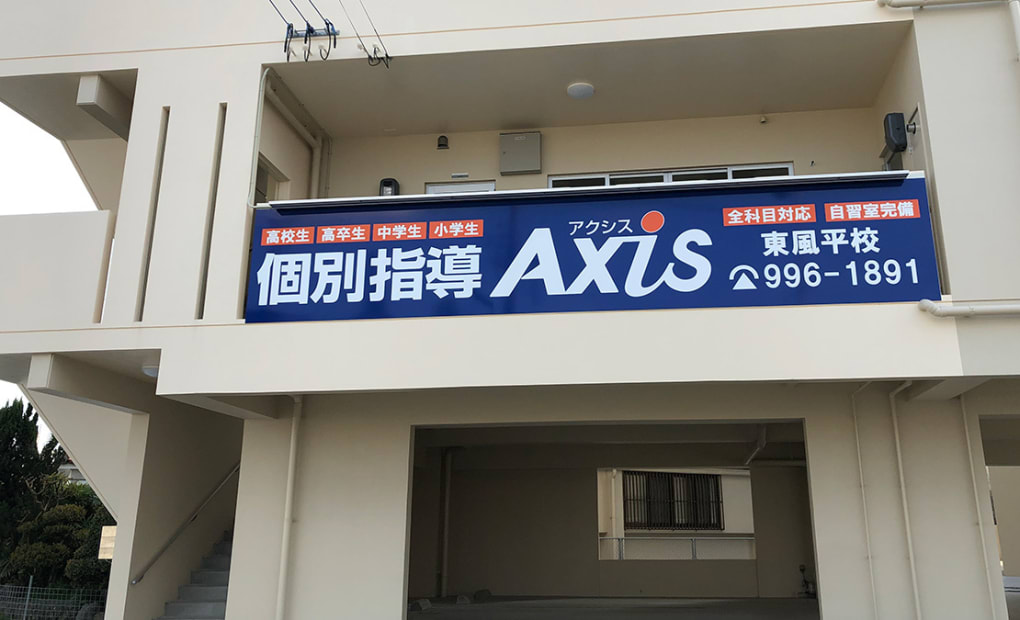 高校生 高卒生 中学生 小学生
個別指導
アクシス
Axis
全科目対応 自習室完備
東風平校
☎996-1891